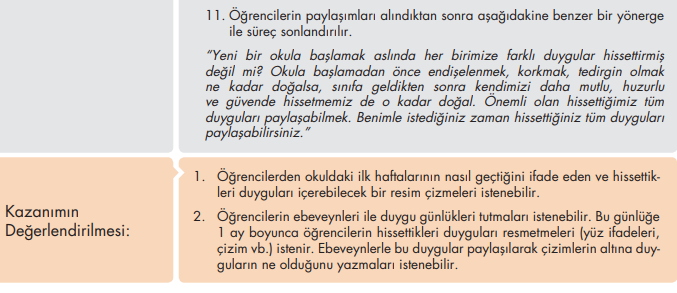 11. Öğrencilerin paylaşımları alındıktan sonra aşağıdakine benzer bir yönerge
ile süreç sonlandırılır.
“Yeni bir okula başlamak aslında her birimize farklı duygular hissettirmiş
değil mi? Okula başlamadan önce endişelenmek, korkmak, tedirgin olmak
ne kadar doğalsa, sınıfa geldikten sonra kendimizi daha mutlu, huzurlu
ve güvende hissetmemiz de o kadar doğal. Önemli olan hissettiğimiz tüm
duyguları paylaşabilmek. Benimle istediğiniz zaman hissettiğiniz tüm duyguları
paylaşabilirsiniz.”
Kazanımın
Değerlendirilmesi:
1. Öğrencilerden okuldaki ilk haftalarının nasıl geçtiğini ifade eden ve hissettik-
leri duyguları içerebilecek bir resim çizmeleri istenebilir.
2. Öğrencilerin ebeveynleri ile duygu günlükleri tutmaları istenebilir. Bu günlüğe
1 ay boyunca öğrencilerin hissettikleri duyguları resmetmeleri (yüz ifadeleri,
çizim vb.) istenir. Ebeveynlerle bu duygular paylaşılarak çizimlerin altına duy-
guların ne olduğunu yazmaları istenebilir.